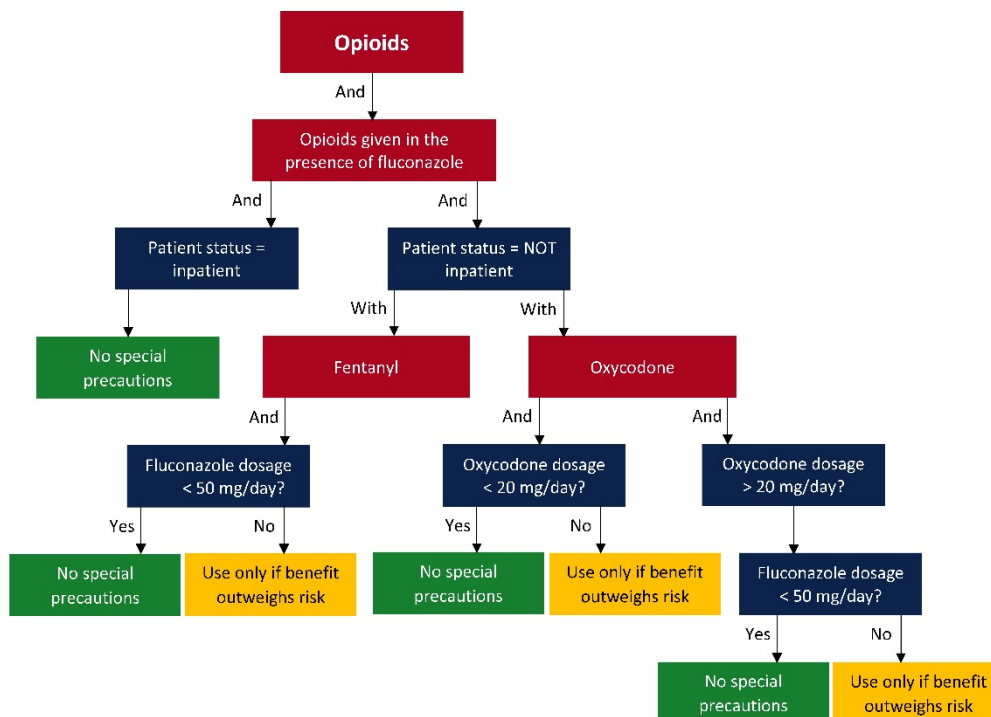 Opioids
And
Opioids given in the
presence of fluconazole
And
And
Patient status =
inpatient
Patient status = NOT
inpatient
With
With
No special
precautions
Fentanyl
Oxycodone
And
And
And
Fluconazole dosage
< 50 mg/day?
Oxycodone dosage
< 20 mg/day?
Oxycodone dosage
> 20 mg/day?
Yes
No
Yes
No
No special
precautions
Use only if benefit
outweighs risk
No special
precautions
Use only if benefit
outweighs risk
Fluconazole dosage
< 50 mg/day?
Yes
No
No special
precautions
Use only if benefit
outweighs risk